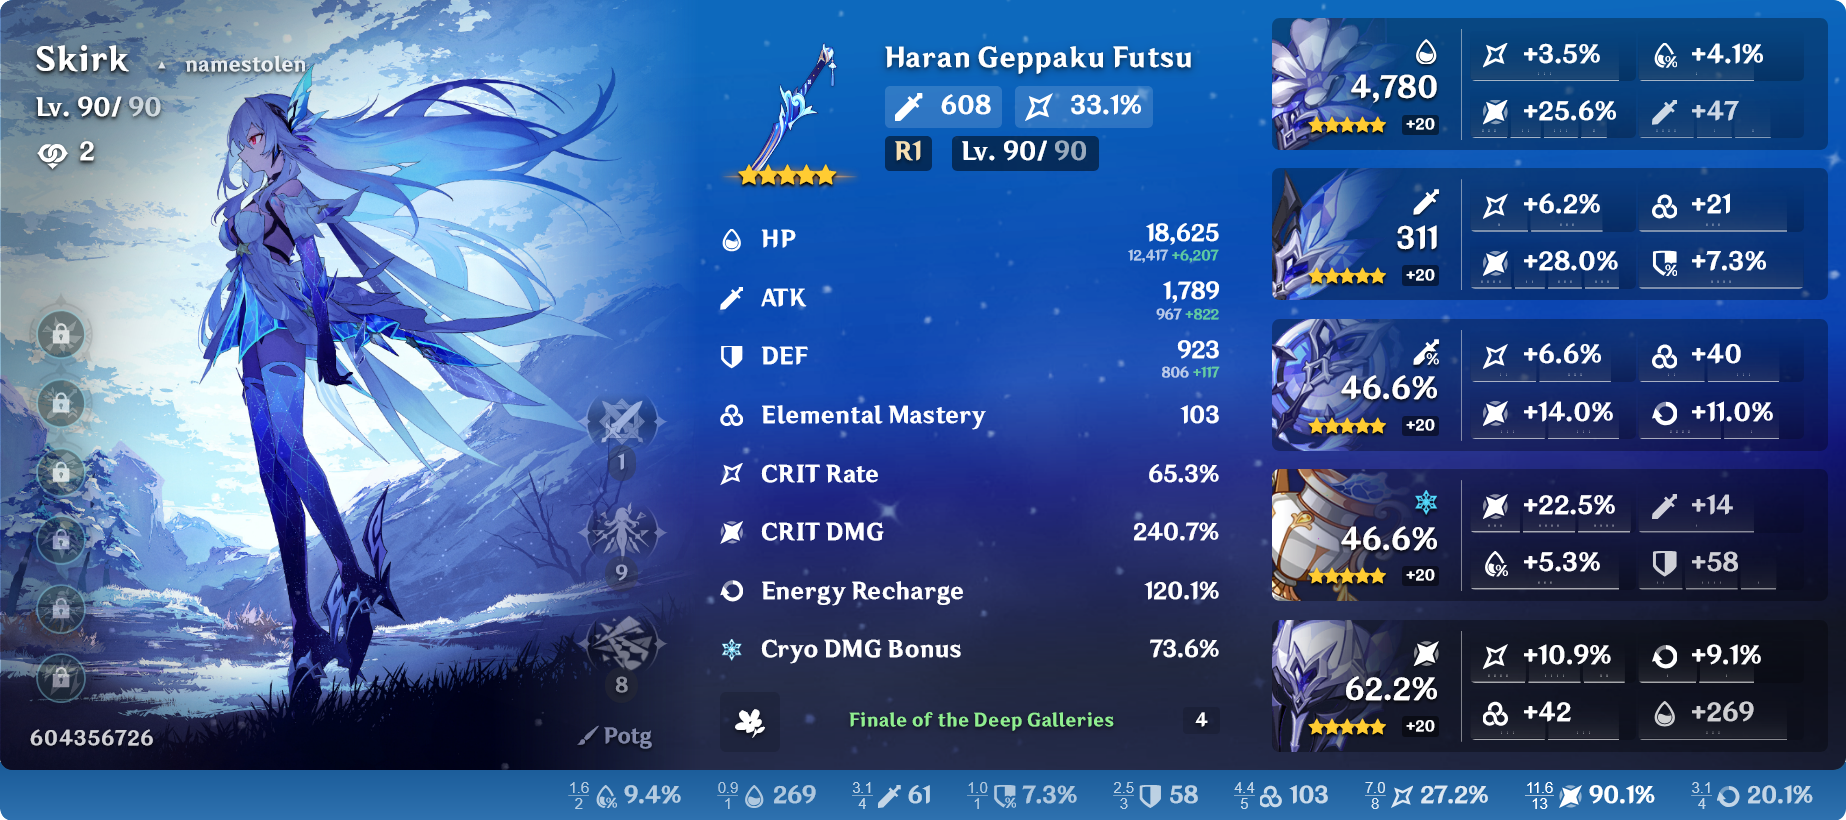 Skirk ▲ namestolen
Lv. 90/ 90
2
1
9
8
604356726
Potg
Haran Geppaku Futsu
608 33.1%
R1 Lv. 90/ 90
HP 18,625
12,417 +6,207
ATK 1,789
967 +822
DEF 923
806 +117
Elemental Mastery 103
CRIT Rate 65.3%
CRIT DMG 240.7%
Energy Recharge 120.1%
Cryo DMG Bonus 73.6%
Finale of the Deep Galleries 4
4,780
+20
+3.5% +4.1%
+25.6% +47
311
+20
+6.2% +21
+28.0% +7.3%
46.6%
+20
+6.6% +40
+14.0% +11.0%
46.6%
+20
+22.5% +14
+5.3% +58
62.2%
+20
+10.9% +9.1%
+42 +269
1.6 2 % 9.4% 0.9 1 269 3.1 4 61 1.0 1 % 7.3% 2.5 3 58 4.4 5 103 7.0 8 27.2% 11.6 13 90.1% 3.1 4 20.1%